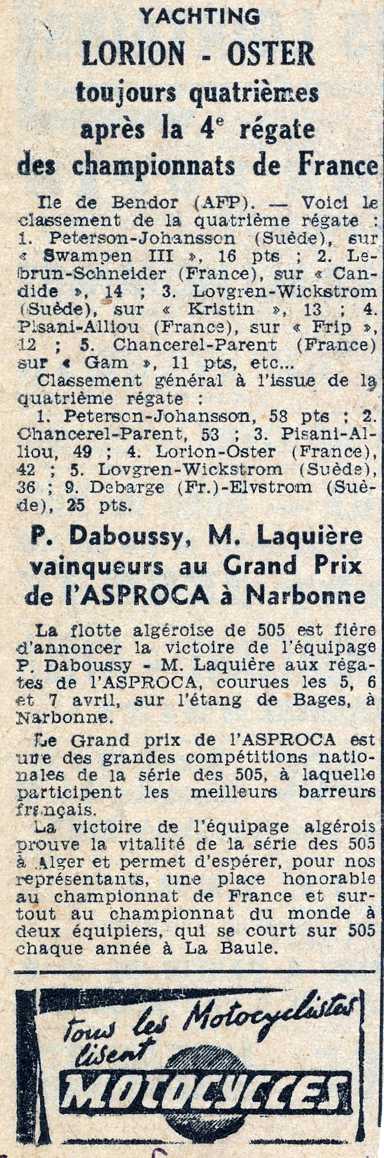 YACHTING
LORION - OSTER
toujours quatrièmes
après la 4e régate
des championnats de France
Ile de Bendor (AFP). — Voici le
classement de la quatrième régate :
1. Peterson-Johansson (Suède), sur
« Swampen III », 16 pts ; 2. Le-
brun-Schneider (France), sur « Can-
dide », 14 ; 3. Lovgren-Wickstrom
(Suède), sur « Kristin », 13 ; 4.
Pisani-Alliou (France), sur « Frip »,
12 ; 5. Chancerel-Parent (France)
sur « Gam », 11 pts, etc...
Classement général à l'issue de la
quatrième régate :
1. Peterson-Johansson, 58 pts ; 2.
Chancerel-Parent, 53 ; 3. Pisani-Al-
liou, 49 ; 4. Lorion-Oster (France),
42 ; 5. Lovgren-Wickstrom (Suède),
36 ; 9. Debarge (Fr.)-Elvstrom (Suè-
de), 25 pts.
P. Daboussy, M. Laquière
vainqueurs au Grand Prix
de l'ASPROCA à Narbonne
La flotte algéroise de 505 est fière
d'annoncer la victoire de l'équipage
P. Daboussy - M. Laquière aux réga-
tes de l'ASPROCA, courues les 5, 6
et 7 avril, sur l'étang de Bages, à
Narbonne.
Le Grand prix de l'ASPROCA est
une des grandes compétitions natio-
nales de la série des 505, à laquelle
participent les meilleurs barreurs
français.
La victoire de l'équipage algérois
prouve la vitalité de la série des 505
à Alger et permet d'espérer, pour nos
représentants, une place honorable
au championnat de France et sur-
tout au championnat du monde à
deux équipiers, qui se court sur 505
chaque année à La Baule.
Tous les Motocyclistes
lisent
MOTOCYCLES